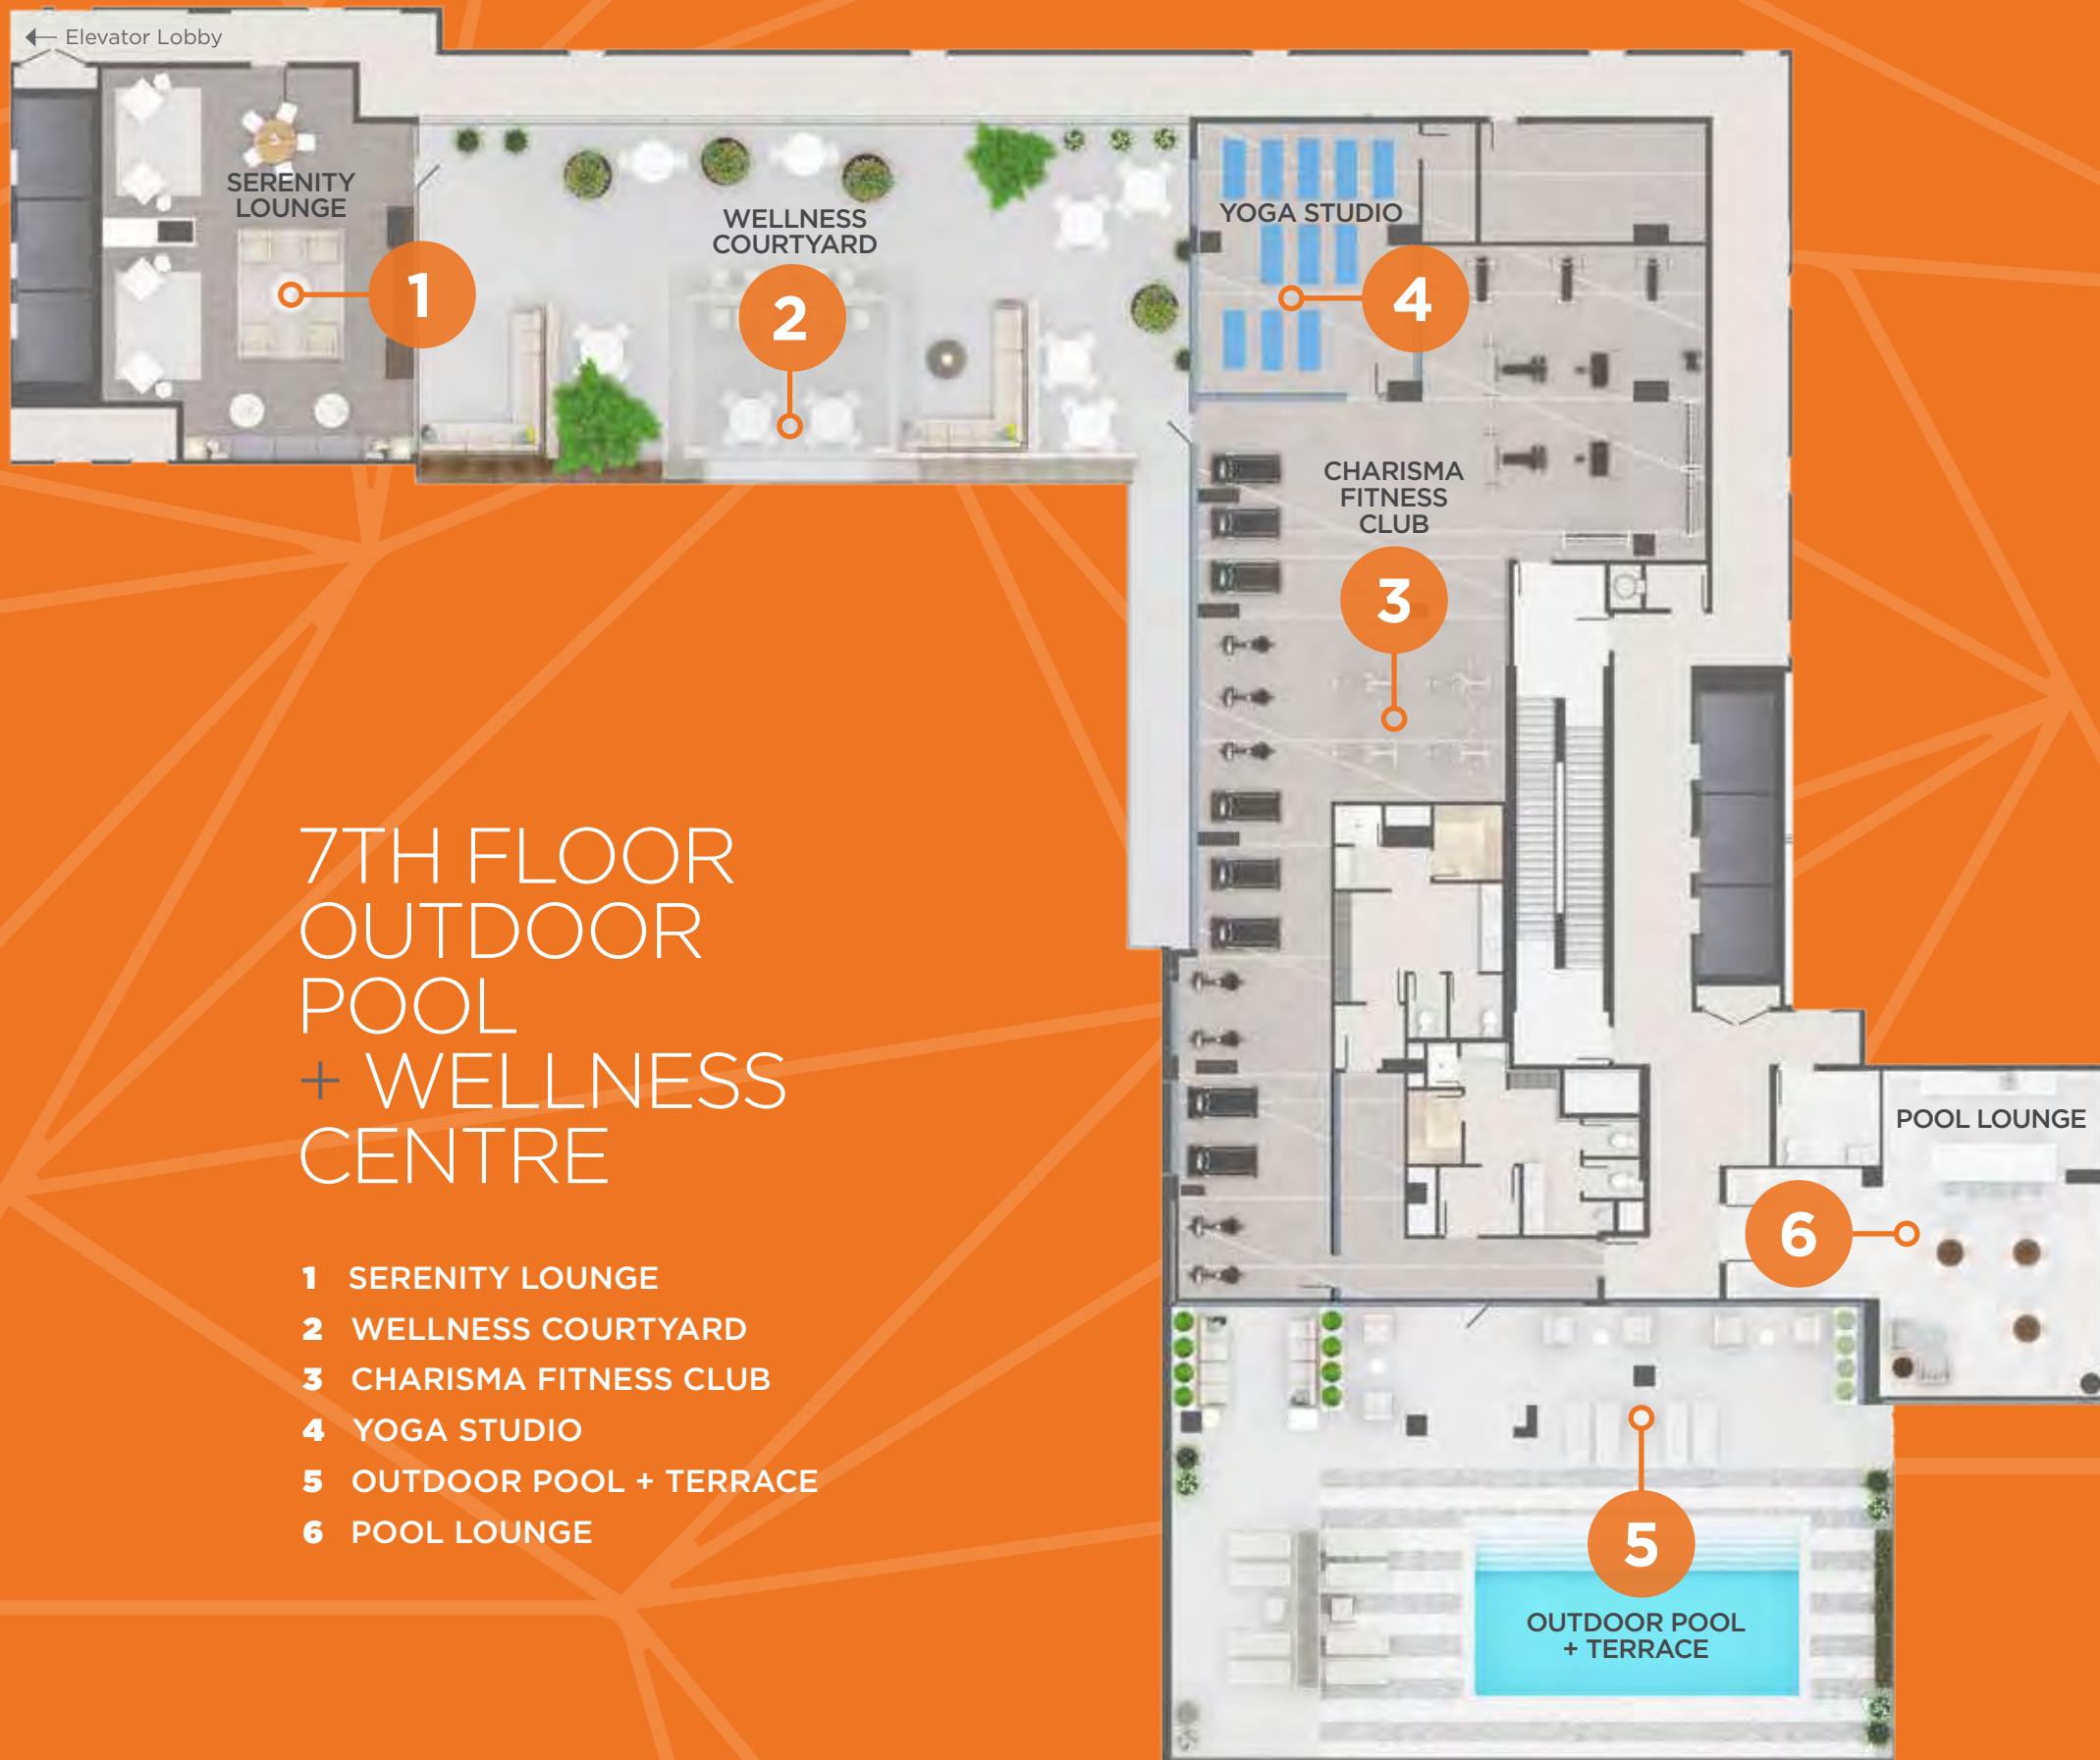 Elevator Lobby
SERENITY
LOUNGE
1
WELLNESS
COURTYARD
2
YOGA STUDIO
4
CHARISMA
FITNESS
CLUB
3
7TH FLOOR
OUTDOOR
POOL
+ WELLNESS
CENTRE
1 SERENITY LOUNGE
2 WELLNESS COURTYARD
3 CHARISMA FITNESS CLUB
4 YOGA STUDIO
5 OUTDOOR POOL + TERRACE
6 POOL LOUNGE
POOL LOUNGE
6
5
OUTDOOR POOL
+ TERRACE